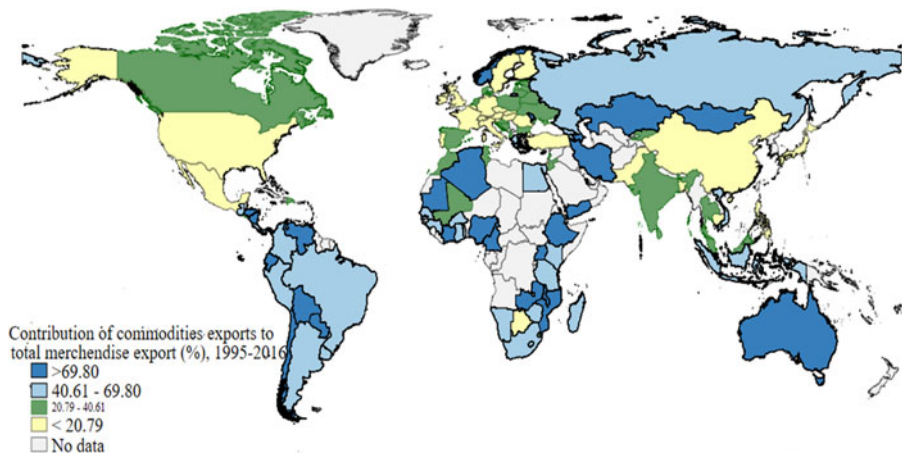 Contribution of commodities exports to
total merchendise export (%), 1995-2016
>69.80
40.61 - 69.80
20.79 - 40.61
< 20.79
No data